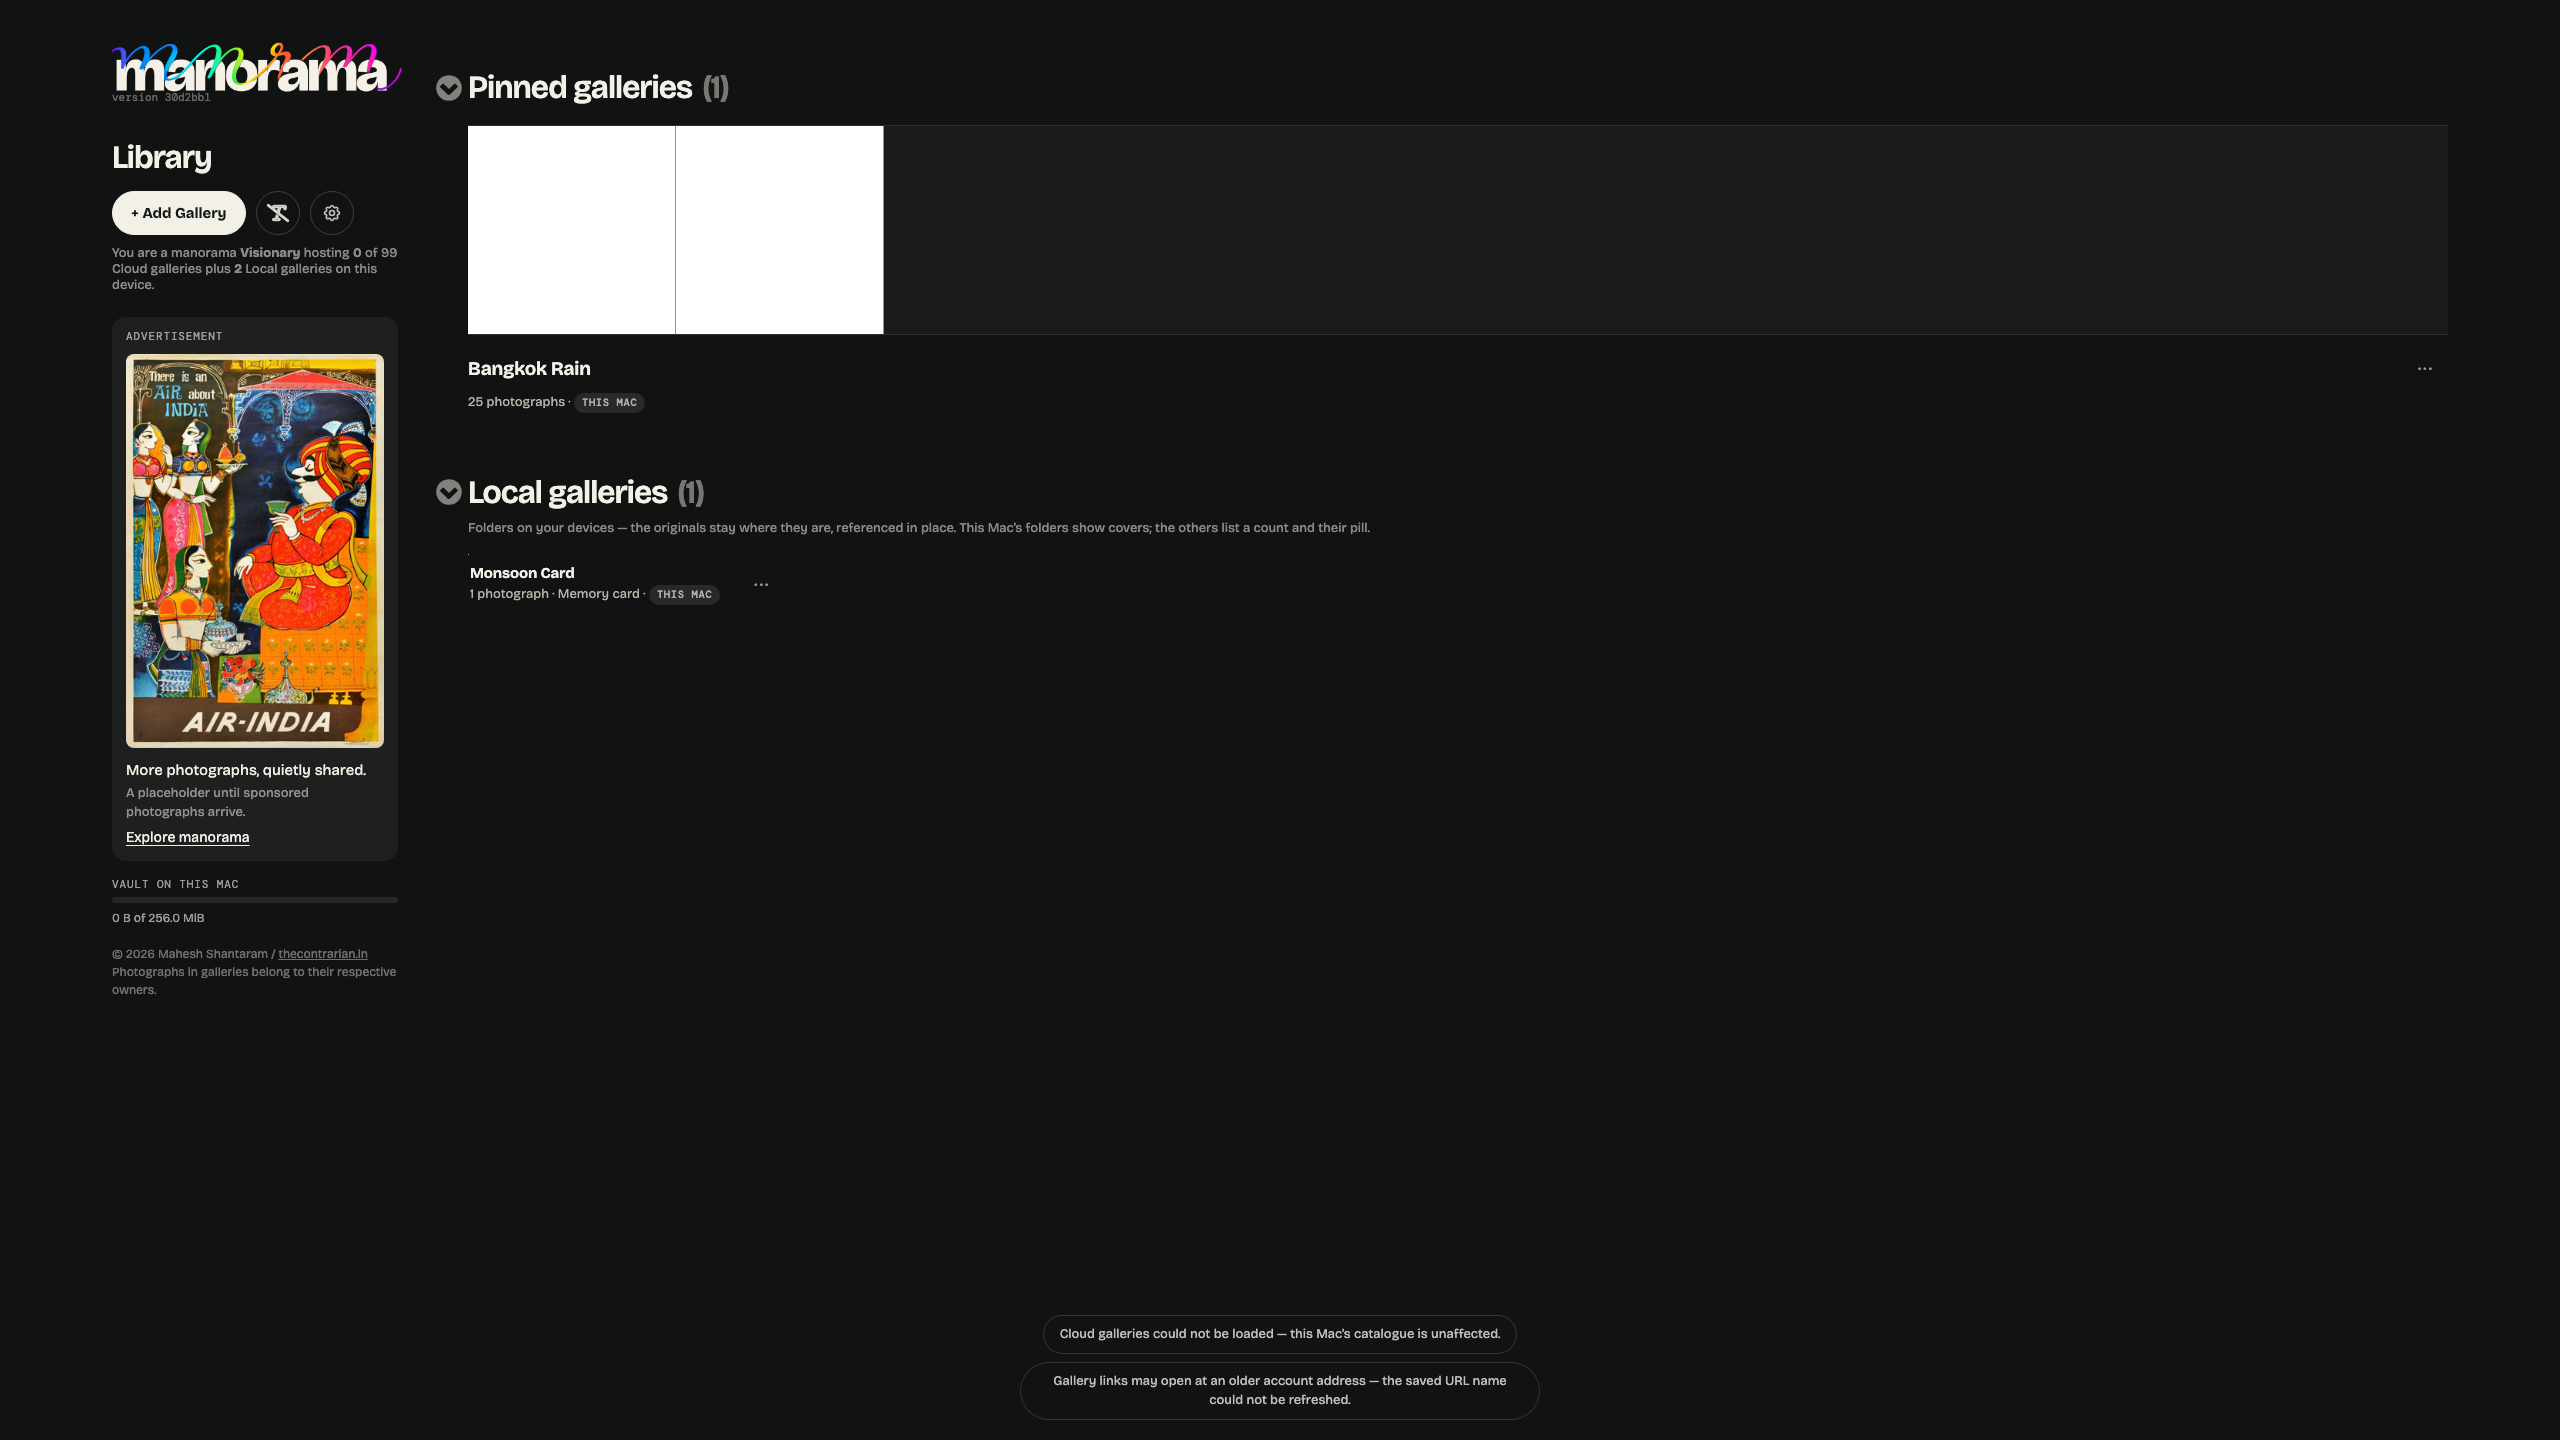 manorama
version 30d2bb1
Library
+ Add Gallery
You are a manorama Visionary hosting 0 of 99
Cloud galleries plus 2 Local galleries on this
device.
ADVERTISEMENT
There is an
AIR about
INDIA
AIR-INDIA
More photographs, quietly shared.
A placeholder until sponsored
photographs arrive.
Explore manorama
VAULT ON THIS MAC
0 B of 256.0 MiB
© 2026 Mahesh Shantaram / thecontrarian.in
Photographs in galleries belong to their respective
owners.
Pinned galleries (1)
Bangkok Rain
25 photographs · THIS MAC
Local galleries (1)
Folders on your devices — the originals stay where they are, referenced in place. This Mac’s folders show covers; the others list a count and their pill.
Monsoon Card
1 photograph · Memory card · THIS MAC
Cloud galleries could not be loaded — this Mac’s catalogue is unaffected.
Gallery links may open at an older account address — the saved URL name
could not be refreshed.